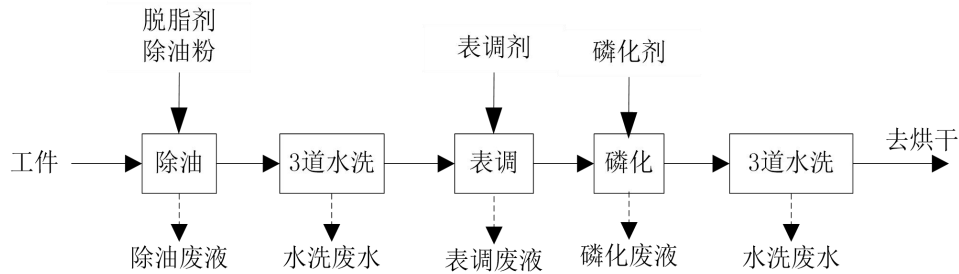 脱脂剂
除油粉
表调剂
磷化剂
工件
除油
3道水洗
表调
磷化
3道水洗
去烘干
除油废液
水洗废水
表调废液
磷化废液
水洗废水